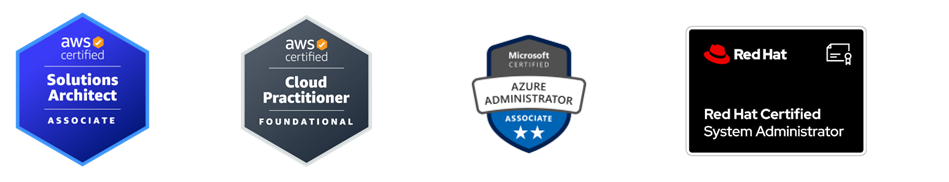 aws
certified
Solutions
Architect
ASSOCIATE
aws
certified
Cloud
Practitioner
FOUNDATIONAL
Microsoft
CERTIFIED
AZURE
ADMINISTRATOR
ASSOCIATE
Red Hat
Red Hat Certified
System Administrator